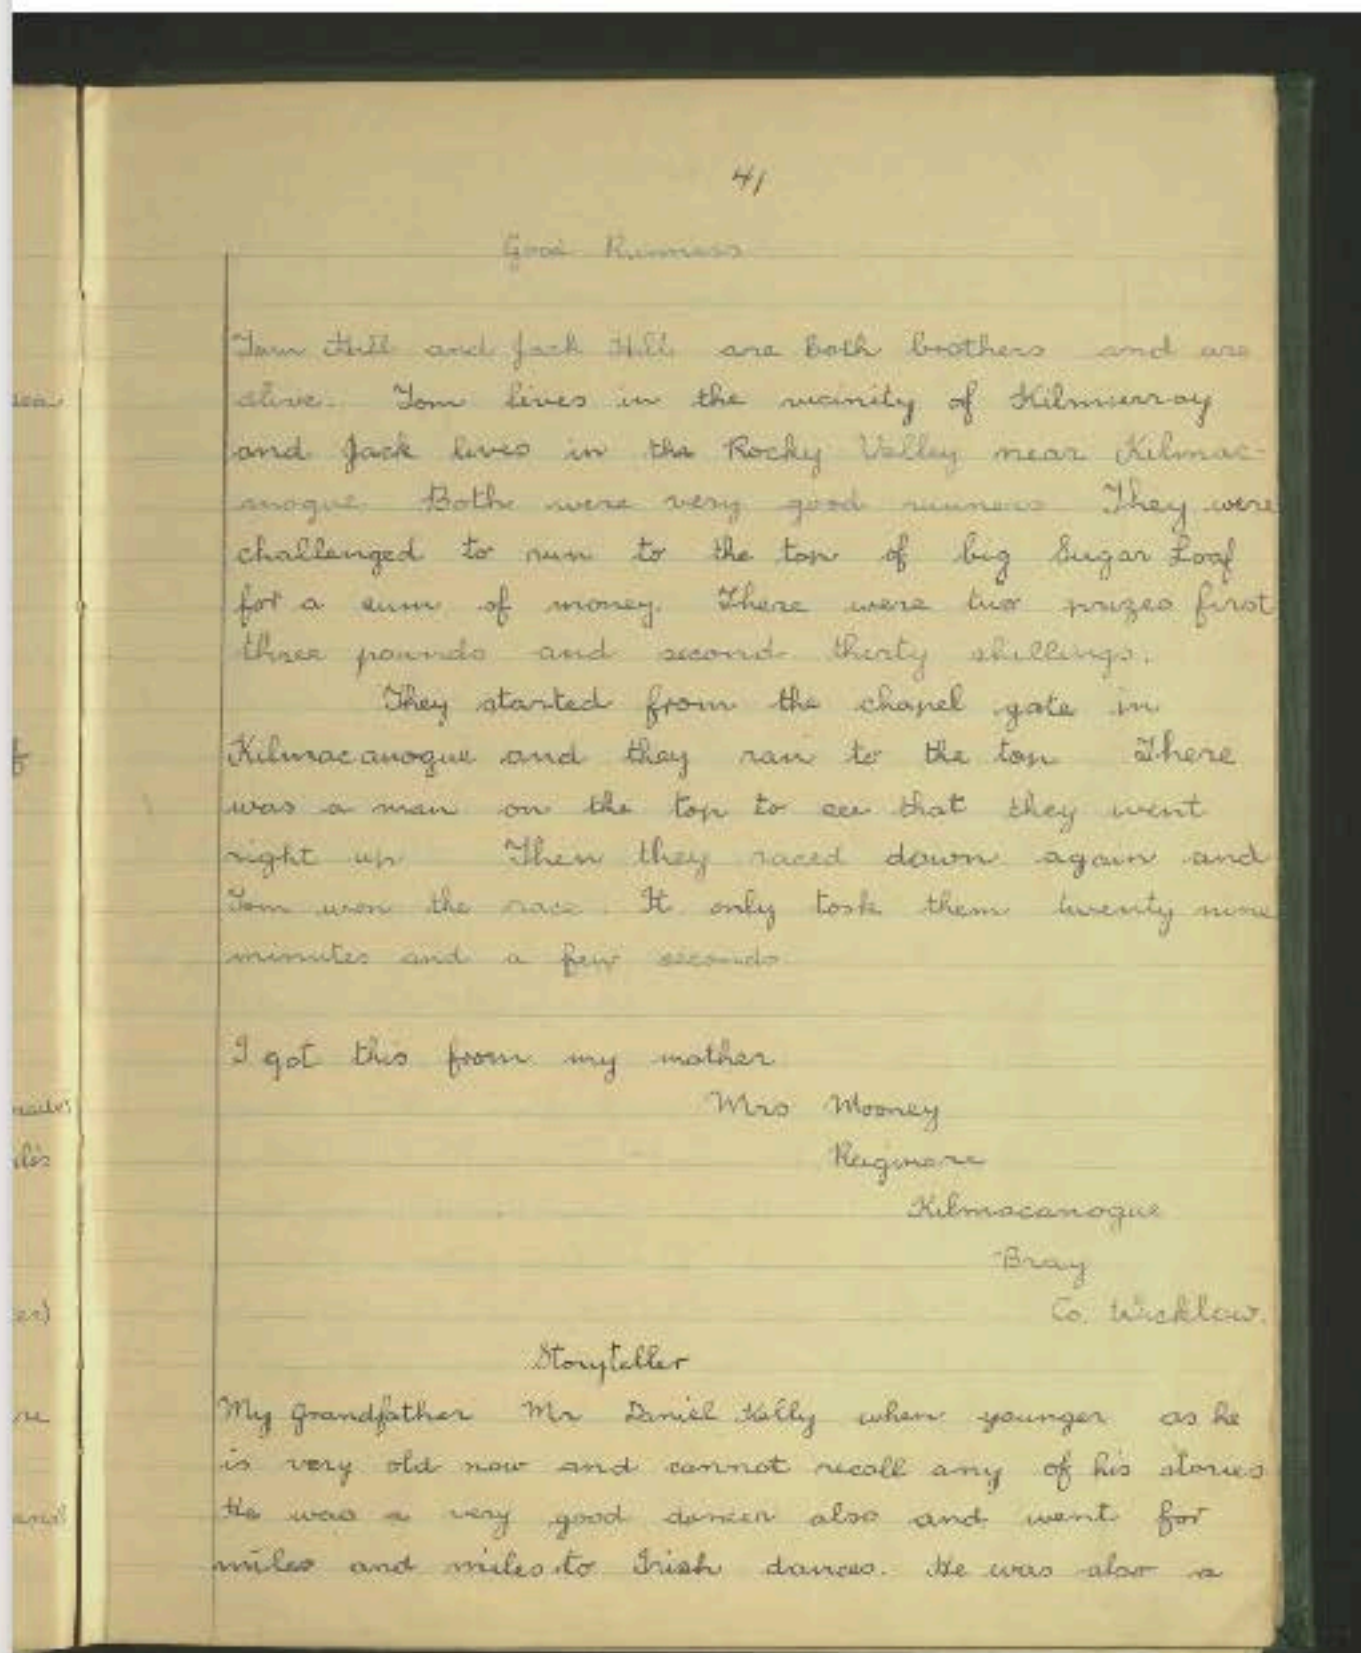 41
Good Runners
Tom Hill and Jack Hill are both brothers and are
alive. Tom lives in the vicinity of Kilmurray
and Jack lives in the Rocky Valley near Kilmac-
anogue. Both were very good runners They were
challenged to run to the top of big Sugar Loaf
for a sum of money. There were two prizes first
three pounds and second thirty shillings.
They started from the chapel gate in
Kilmacanogue and they ran to the top There
was a man on the top to see that they went
right up Then they raced down again and
Tom won the race. It only took them twenty nine
minutes and a few seconds
I got this from my mother
Mrs Mooney
Kilmacanogue
Bray
Co. Wicklow.
Storyteller
My Grandfather Mr Daniel Kelly when younger as he
is very old now and cannot recall any of his stories
He was a very good dancer also and went for
miles and miles to Irish dances. He was also a